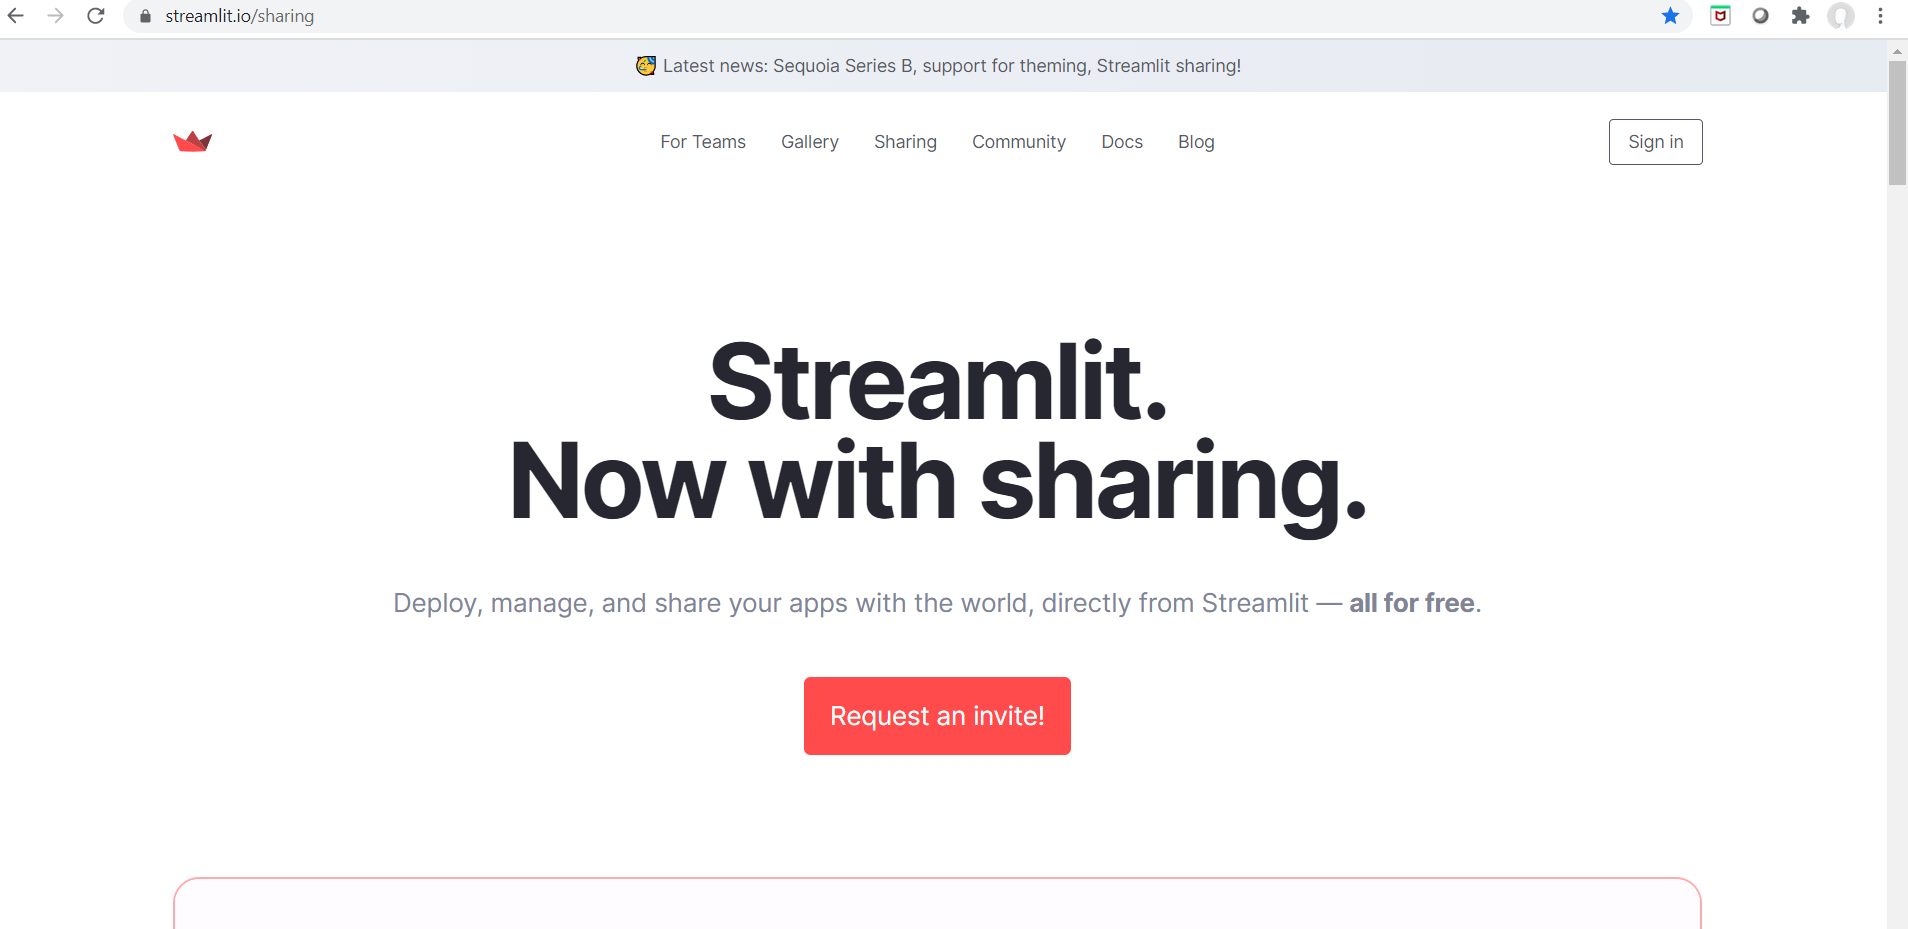 streamlit.io/sharing
Latest news: Sequoia Series B, support for theming, Streamlit sharing!
For Teams Gallery Sharing Community Docs Blog Sign in
Streamlit.
Now with sharing.
Deploy, manage, and share your apps with the world, directly from Streamlit — all for free.
Request an invite!